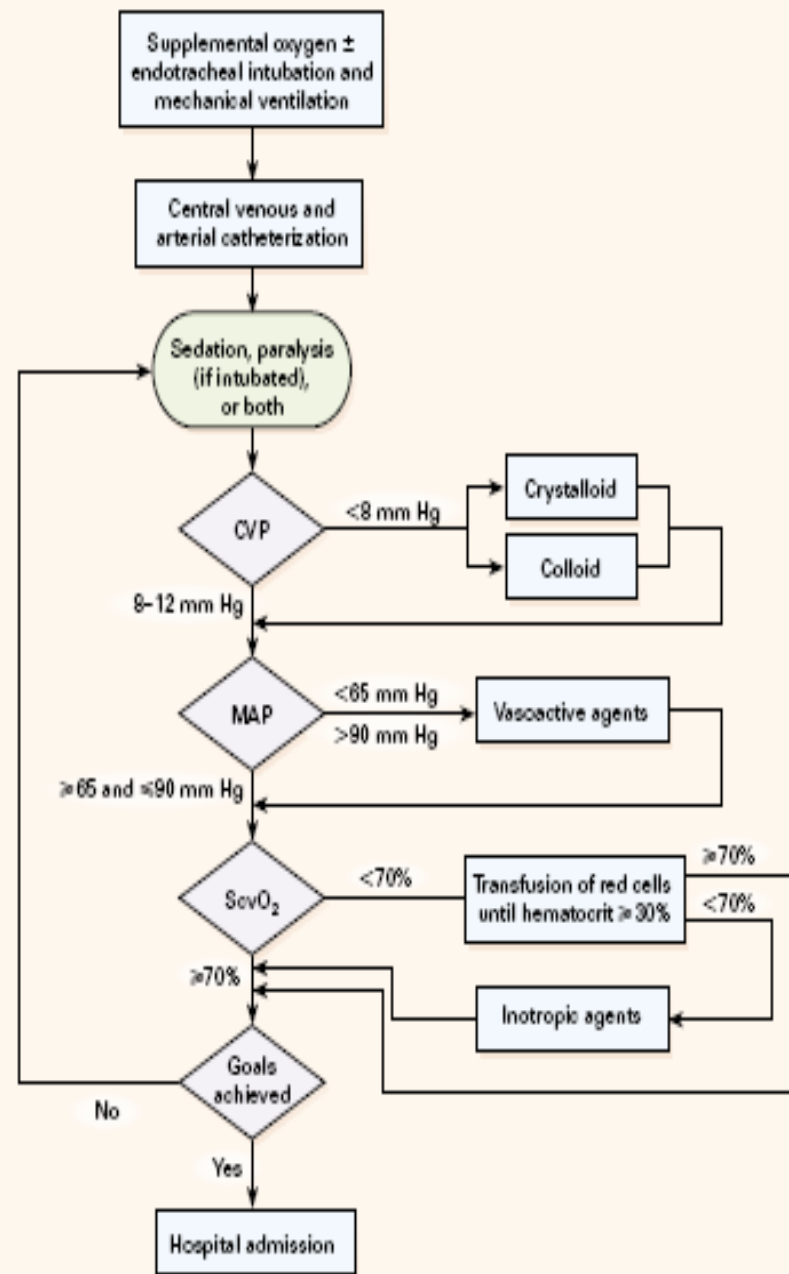 Supplemental oxygen ±
endotracheal intubation and
mechanical ventilation
Central venous and
arterial catheterization
Sedation, paralysis
(if intubated),
or both
CVP
<8 mm Hg
Crystalloid
Colloid
8–12 mm Hg
MAP
<65 mm Hg
>90 mm Hg
Vasoactive agents
≥65 and ≤90 mm Hg
ScvO₂
<70%
Transfusion of red cells
until hematocrit ≥30%
≥70%
<70%
≥70%
Inotropic agents
Goals
achieved
No
Yes
Hospital admission